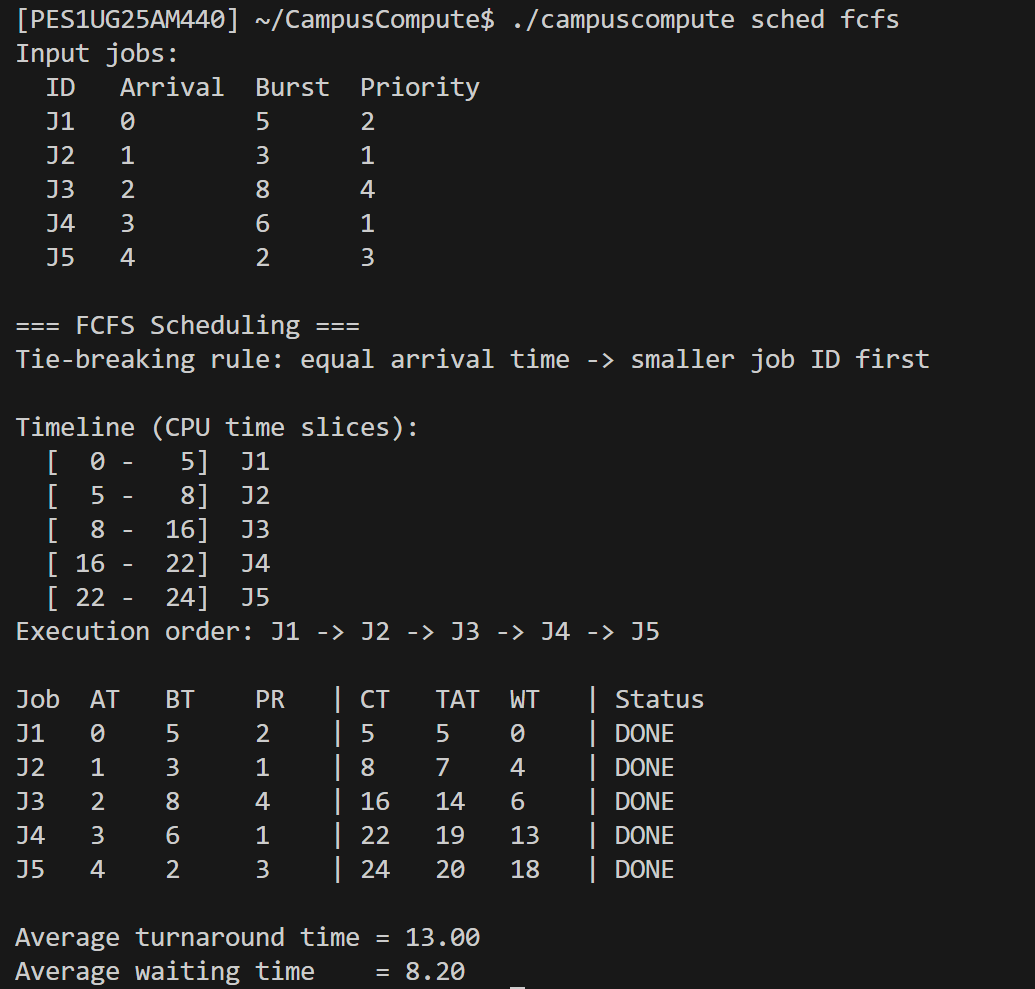 [PES1UG25AM440] ~/CampusCompute$ ./campuscompute sched fcfs
Input jobs:
  ID   Arrival  Burst  Priority
  J1   0        5      2
  J2   1        3      1
  J3   2        8      4
  J4   3        6      1
  J5   4        2      3

=== FCFS Scheduling ===
Tie-breaking rule: equal arrival time -> smaller job ID first

Timeline (CPU time slices):
  [  0 -   5]  J1
  [  5 -   8]  J2
  [  8 -  16]  J3
  [ 16 -  22]  J4
  [ 22 -  24]  J5
Execution order: J1 -> J2 -> J3 -> J4 -> J5

Job  AT   BT    PR   | CT   TAT  WT   | Status
J1   0    5     2    | 5    5    0    | DONE
J2   1    3     1    | 8    7    4    | DONE
J3   2    8     4    | 16   14   6    | DONE
J4   3    6     1    | 22   19   13   | DONE
J5   4    2     3    | 24   20   18   | DONE

Average turnaround time = 13.00
Average waiting time    = 8.20